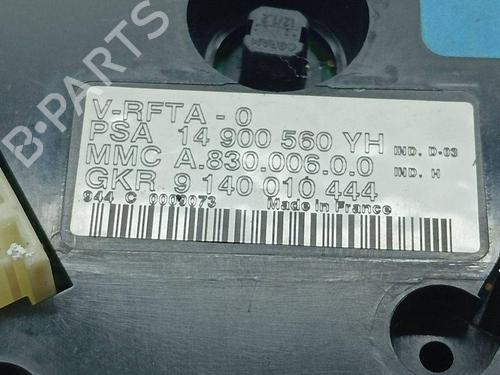 V-RFTA - 0
PSA 14 900 560 YH IND. D-03
MMC A.830.006.0.0 IND. H
GKR 9 140 010 444
944 C 0002073 Made in France
B-PARTS